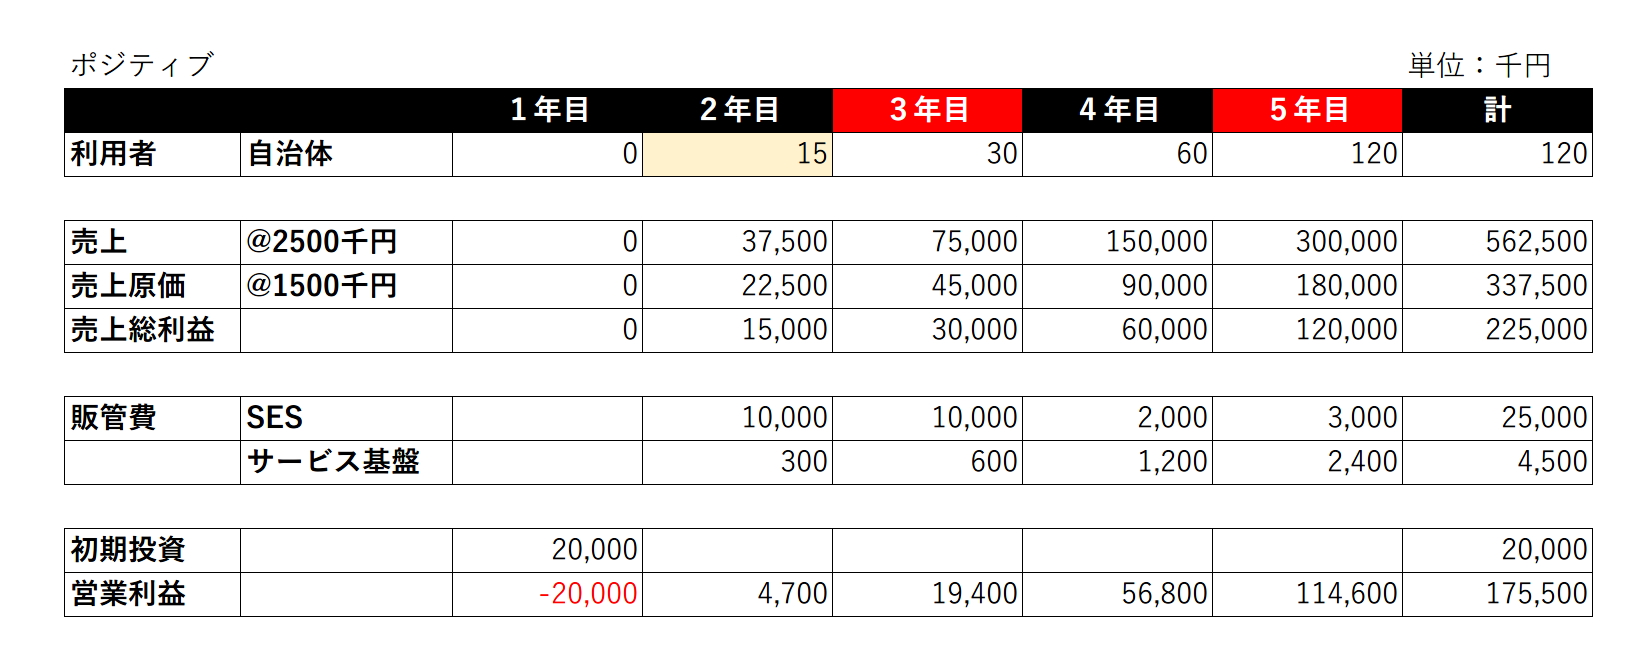 ポジティブ 単位：千円
１年目 ２年目 ３年目 ４年目 ５年目 計
利用者 自治体 0 15 30 60 120 120
売上 @2500千円 0 37,500 75,000 150,000 300,000 562,500
売上原価 @1500千円 0 22,500 45,000 90,000 180,000 337,500
売上総利益 0 15,000 30,000 60,000 120,000 225,000
販管費 SES 10,000 10,000 2,000 3,000 25,000
サービス基盤 300 600 1,200 2,400 4,500
初期投資 20,000 20,000
営業利益 -20,000 4,700 19,400 56,800 114,600 175,500